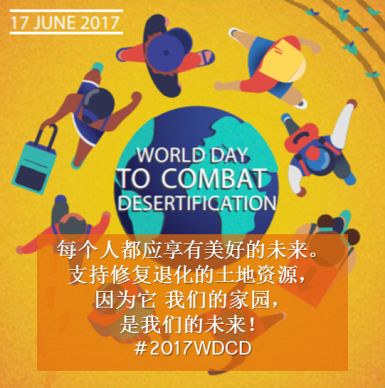 17 JUNE 2017
WORLD DAY
TO COMBAT
DESERTIFICATION
每个人都应享有美好的未来。
支持修复退化的土地资源，
因为它 我们的家园，
是我们的未来！
#2017WDCD